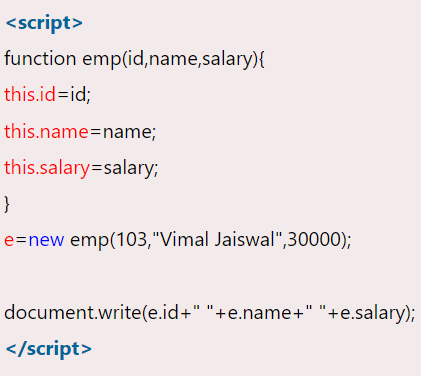 <script>
function emp(id,name,salary){
this.id=id;
this.name=name;
this.salary=salary;
}
e=new emp(103,"Vimal Jaiswal",30000);
document.write(e.id+" "+e.name+" "+e.salary);
</script>